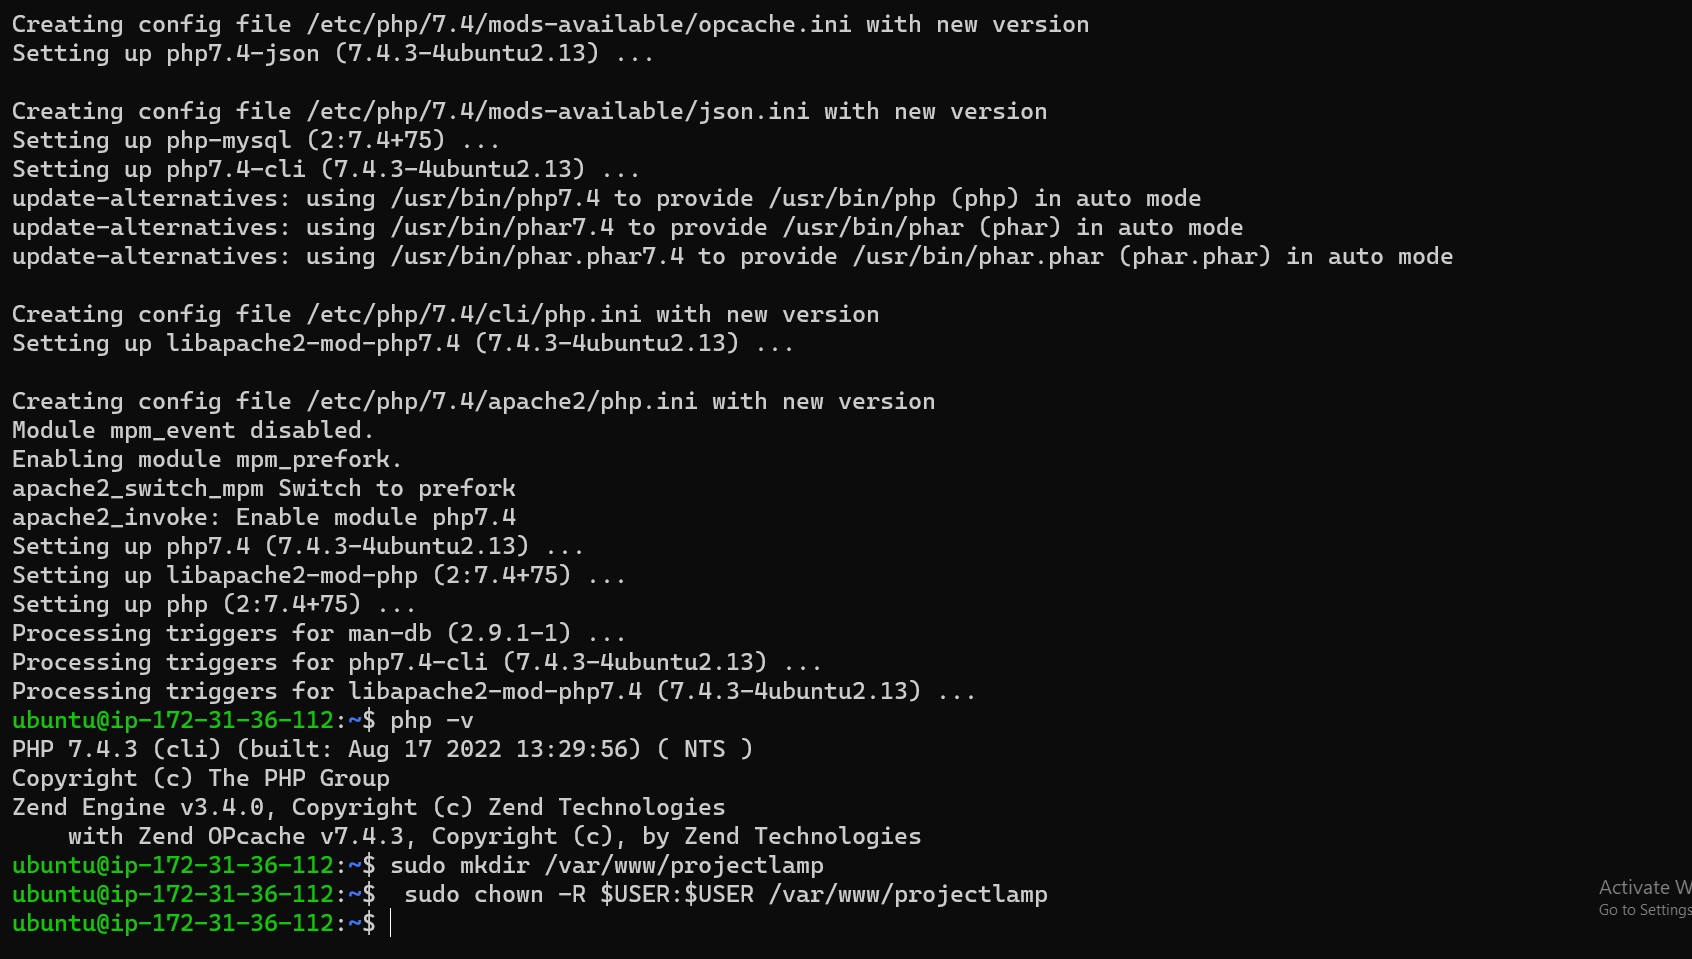 Creating config file /etc/php/7.4/mods-available/opcache.ini with new version
Setting up php7.4-json (7.4.3-4ubuntu2.13) ...
Creating config file /etc/php/7.4/mods-available/json.ini with new version
Setting up php-mysql (2:7.4+75) ...
Setting up php7.4-cli (7.4.3-4ubuntu2.13) ...
update-alternatives: using /usr/bin/php7.4 to provide /usr/bin/php (php) in auto mode
update-alternatives: using /usr/bin/phar7.4 to provide /usr/bin/phar (phar) in auto mode
update-alternatives: using /usr/bin/phar.phar7.4 to provide /usr/bin/phar.phar (phar.phar) in auto mode
Creating config file /etc/php/7.4/cli/php.ini with new version
Setting up libapache2-mod-php7.4 (7.4.3-4ubuntu2.13) ...
Creating config file /etc/php/7.4/apache2/php.ini with new version
Module mpm_event disabled.
Enabling module mpm_prefork.
apache2_switch_mpm Switch to prefork
apache2_invoke: Enable module php7.4
Setting up php7.4 (7.4.3-4ubuntu2.13) ...
Setting up libapache2-mod-php (2:7.4+75) ...
Setting up php (2:7.4+75) ...
Processing triggers for man-db (2.9.1-1) ...
Processing triggers for php7.4-cli (7.4.3-4ubuntu2.13) ...
Processing triggers for libapache2-mod-php7.4 (7.4.3-4ubuntu2.13) ...
ubuntu@ip-172-31-36-112:~$ php -v
PHP 7.4.3 (cli) (built: Aug 17 2022 13:29:56) ( NTS )
Copyright (c) The PHP Group
Zend Engine v3.4.0, Copyright (c) Zend Technologies
    with Zend OPcache v7.4.3, Copyright (c), by Zend Technologies
ubuntu@ip-172-31-36-112:~$ sudo mkdir /var/www/projectlamp
ubuntu@ip-172-31-36-112:~$  sudo chown -R $USER:$USER /var/www/projectlamp
ubuntu@ip-172-31-36-112:~$
Activate W
Go to Settings